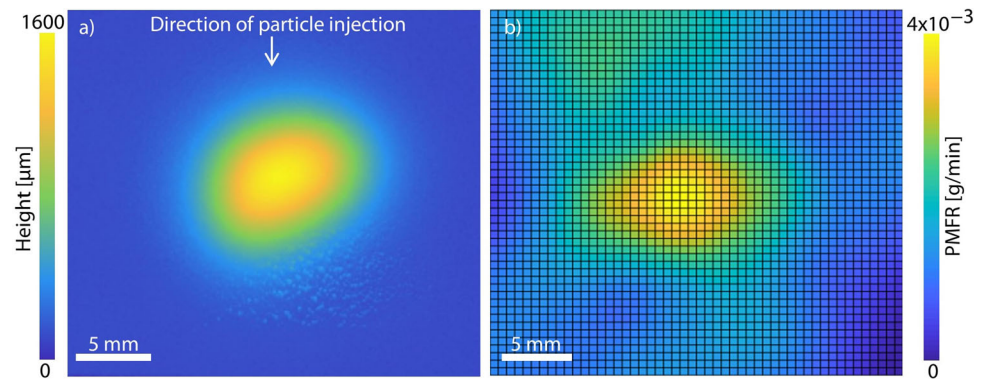 1600
a)
Direction of particle injection
Height [µm]
0
5 mm
b)
4x10⁻³
PMFR [g/min]
0
5 mm